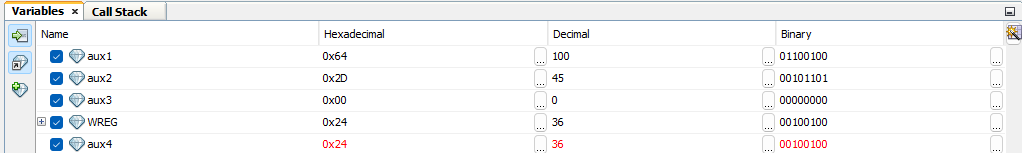 Variables × Call Stack
Name Hexadecimal Decimal Binary
aux1 0x64 ... 100 ... 01100100 ...
aux2 0x2D ... 45 ... 00101101 ...
aux3 0x00 ... 0 ... 00000000 ...
WREG 0x24 ... 36 ... 00100100 ...
aux4 0x24 ... 36 ... 00100100 ...